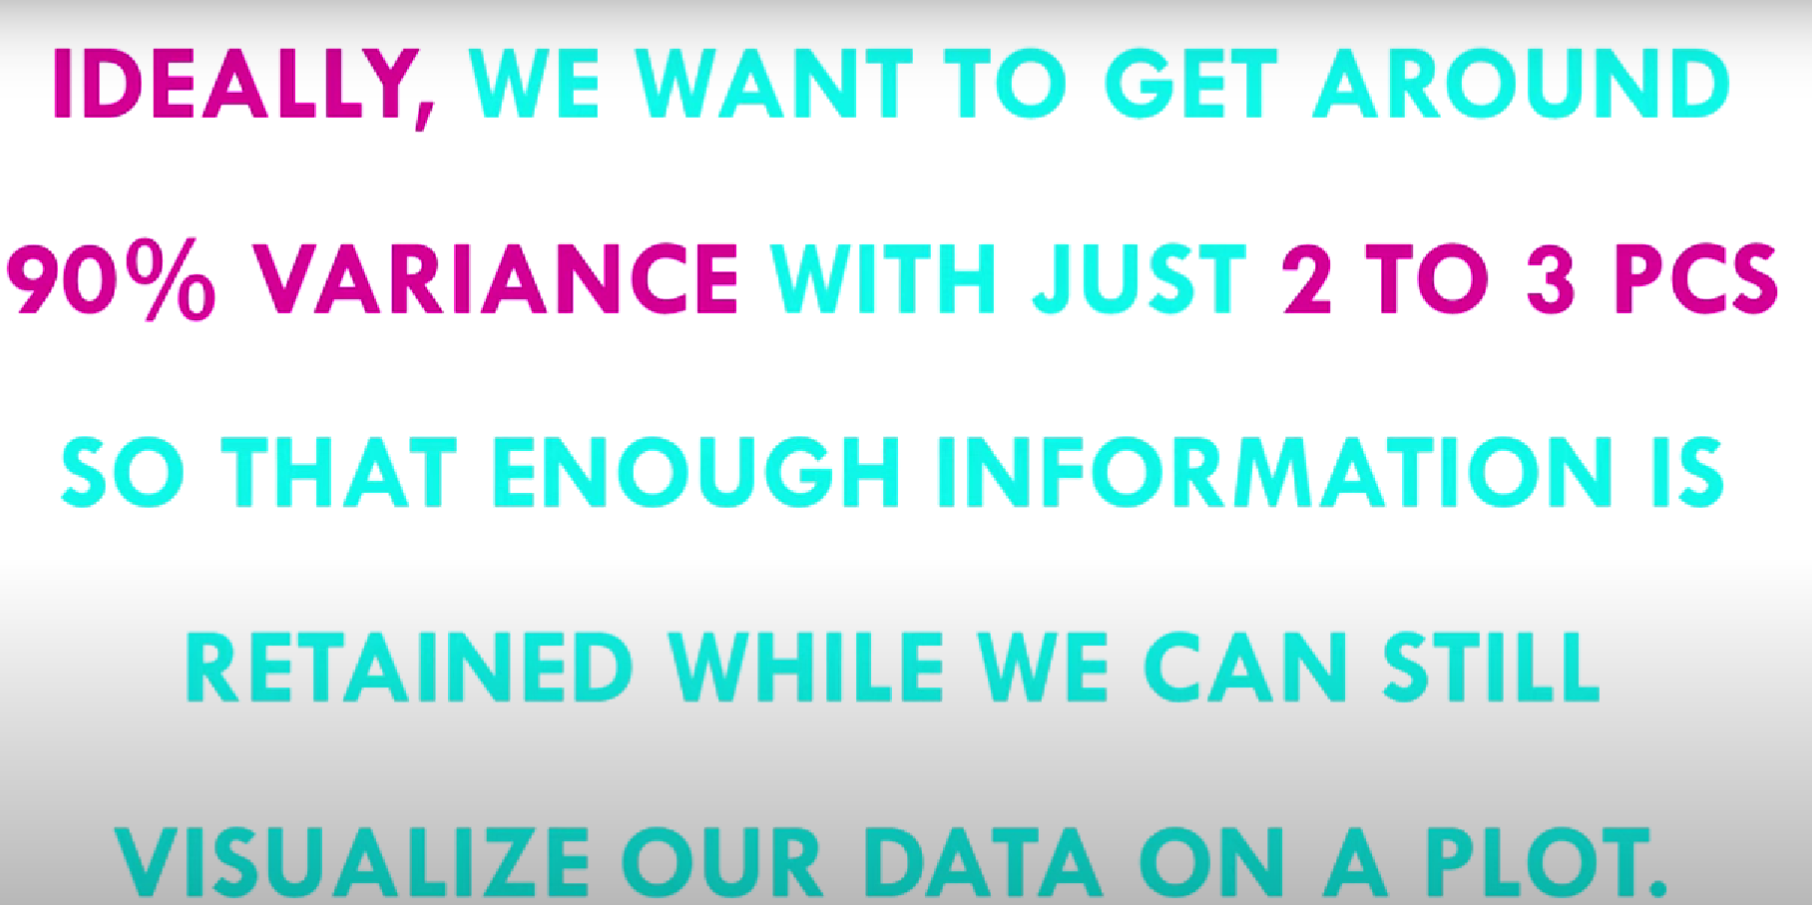 IDEALLY, WE WANT TO GET AROUND
90% VARIANCE WITH JUST 2 TO 3 PCS
SO THAT ENOUGH INFORMATION IS
RETAINED WHILE WE CAN STILL
VISUALIZE OUR DATA ON A PLOT.